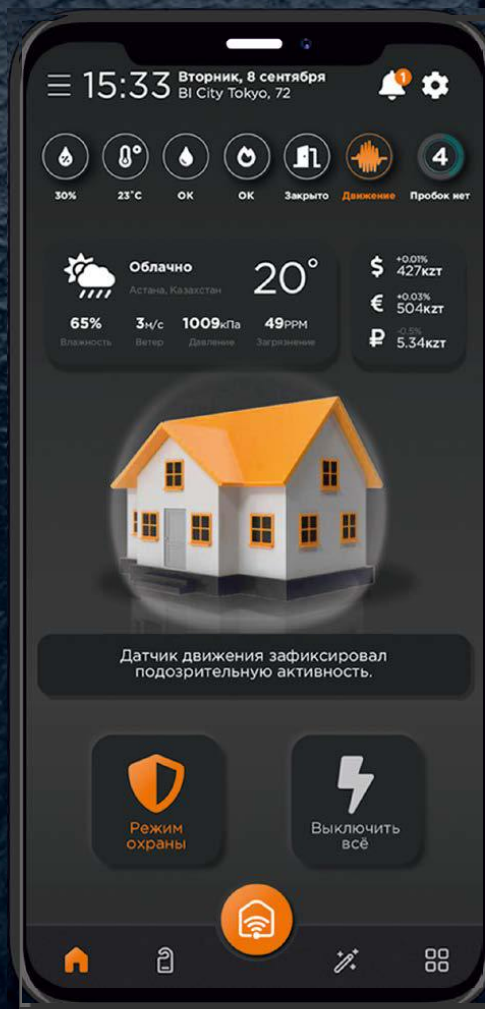 15:33
Вторник, 8 сентября
BI City Tokyo, 72
1
4
30%
23°C
ОК
ОК
Закрыто
Движение
Пробок нет
Облачно
Астана, Казахстан
20°
65%
3м/с
1009кПа
49PPM
Влажность
Ветер
Давление
Загрязнение
$ +0.01%
427KZT
€ +0.03%
504KZT
₽ -0.5%
5.34KZT
Датчик движения зафиксировал
подозрительную активность.
Режим
охраны
Выключить
всё